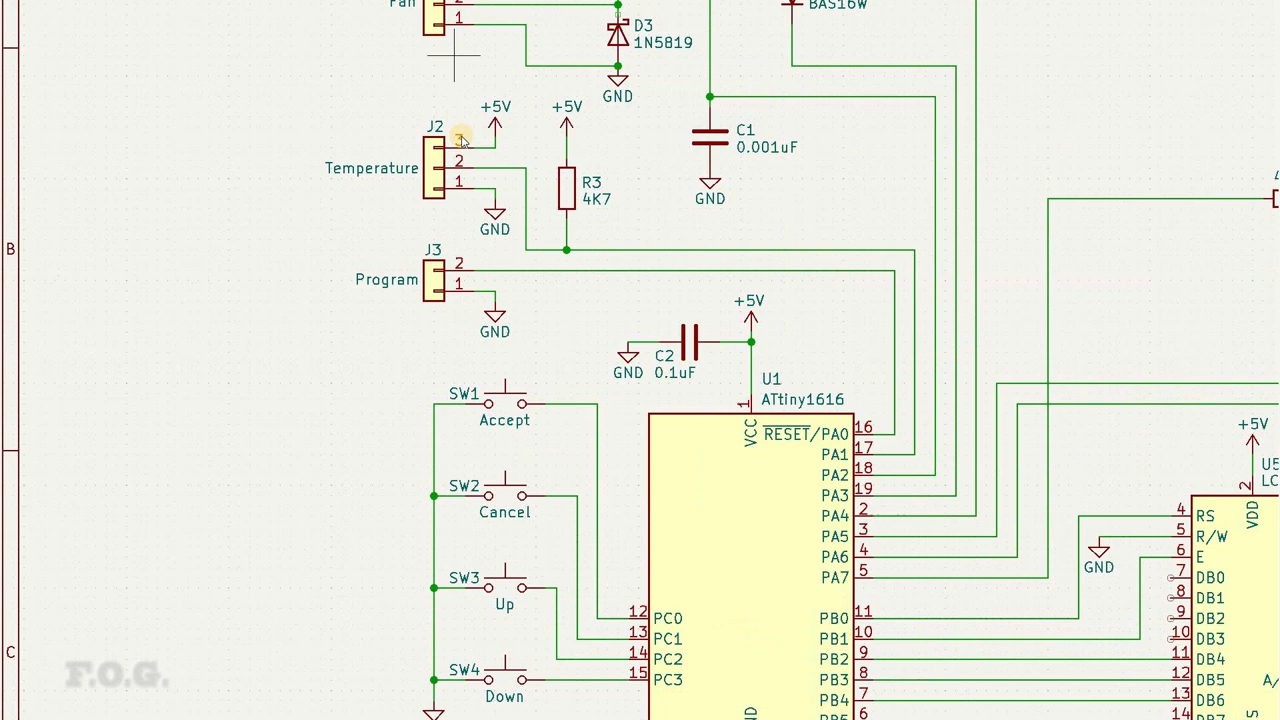 Fan
2
1
D3
1N5819
GND
BAS16W
+5V
+5V
J2
3
2
1
Temperature
GND
R3
4K7
C1
0.001uF
GND
J3
2
1
Program
GND
+5V
C2
0.1uF
GND
U1
ATtiny1616
1
VCC
RESET/PA0 16
PA1 17
PA2 18
PA3 19
PA4 2
PA5 3
PA6 4
PA7 5
PB0 11
PB1 10
PB2 9
PB3 8
PB4 7
PB5 6
12 PC0
13 PC1
14 PC2
15 PC3
SW1
Accept
SW2
Cancel
SW3
Up
SW4
Down
+5V
U5
LC
2
VDD
GND
4 RS
5 R/W
6 E
7 DB0
8 DB1
9 DB2
10 DB3
11 DB4
12 DB5
13 DB6
14 DB7
A/
B
C
F.O.G.